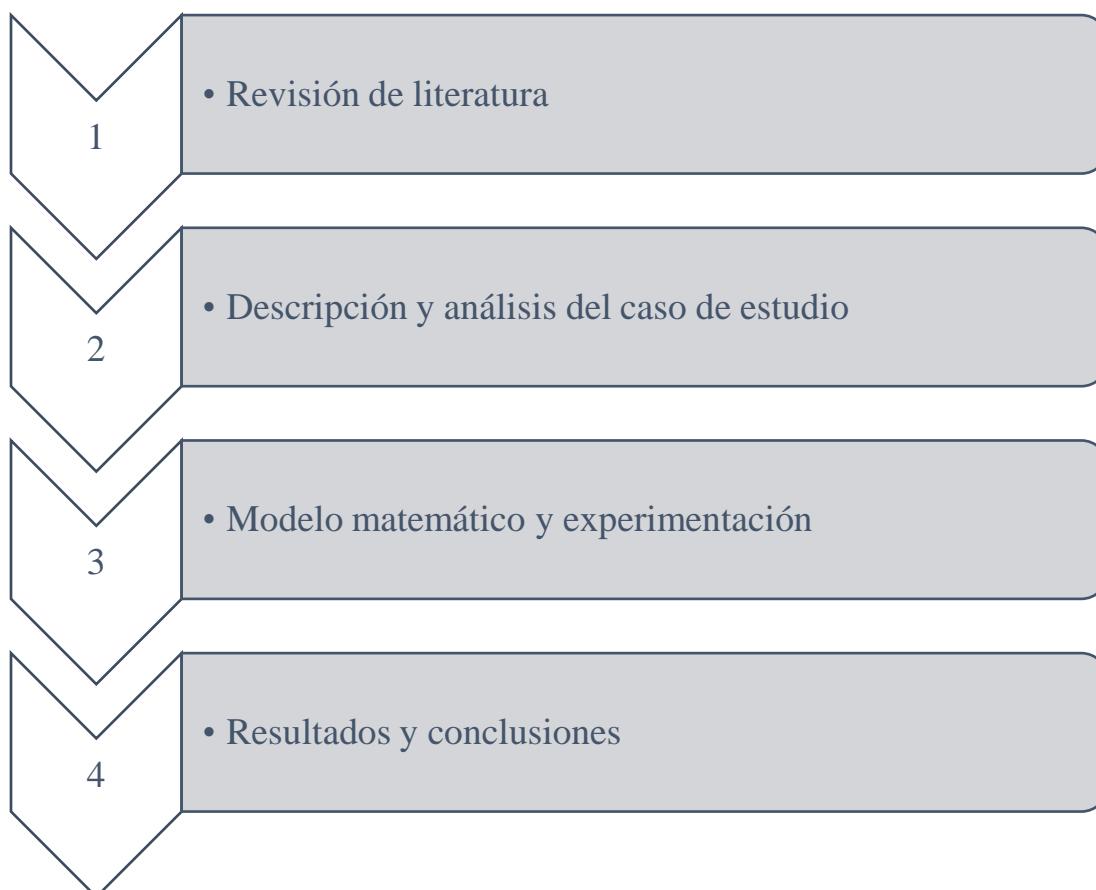 1
• Revisión de literatura
2
• Descripción y análisis del caso de estudio
3
• Modelo matemático y experimentación
4
• Resultados y conclusiones